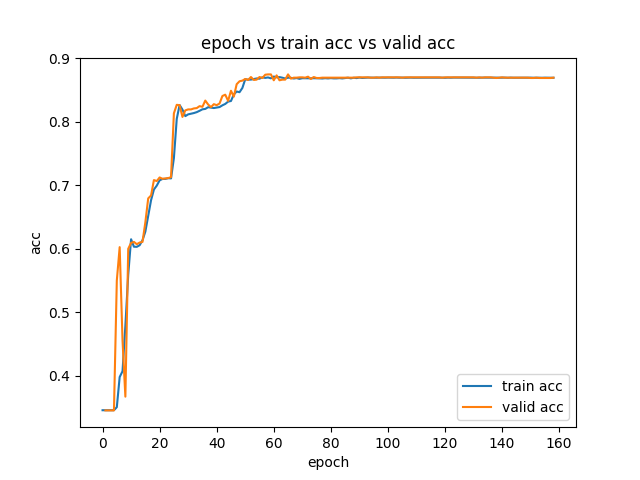 epoch vs train acc vs valid acc
0.9
0.8
0.7
0.6
0.5
0.4
acc
0 20 40 60 80 100 120 140 160
epoch
train acc
valid acc